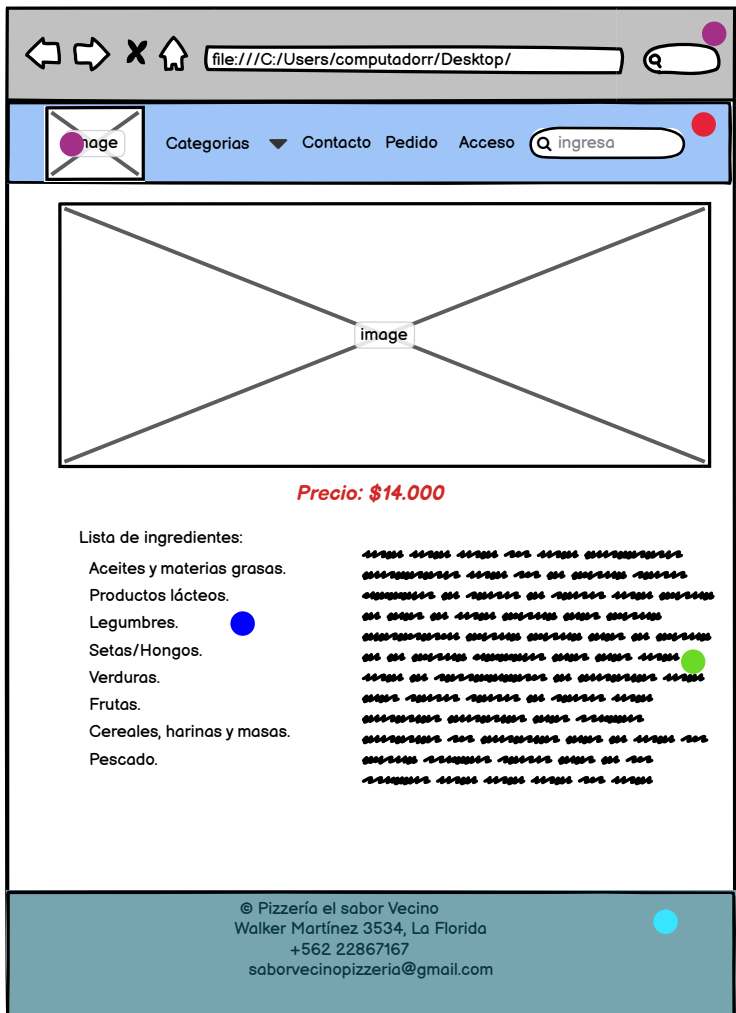 file:///C:/Users/computadorr/Desktop/
Categorias Contacto Pedido Acceso ingresa
image
Precio: $14.000
Lista de ingredientes:
Aceites y materias grasas.
Productos lácteos.
Legumbres.
Setas/Hongos.
Verduras.
Frutas.
Cereales, harinas y masas.
Pescado.
© Pizzería el sabor Vecino
Walker Martínez 3534, La Florida
+562 22867167
saborvecinopizzeria@gmail.com